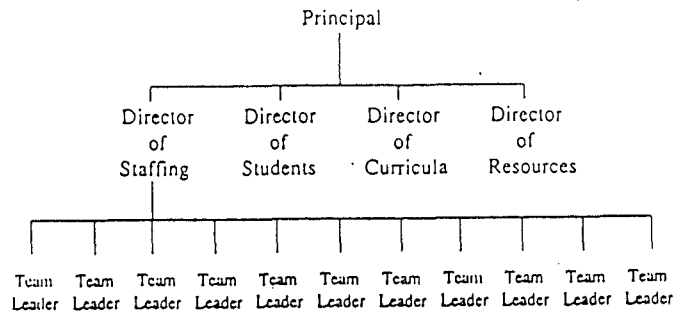 Principal
Director Director Director Director
of of of of
Staffing Students Curricula Resources
Team Team Team Team Team Team Team Team Team Team Team
Leader Leader Leader Leader Leader Leader Leader Leader Leader Leader Leader